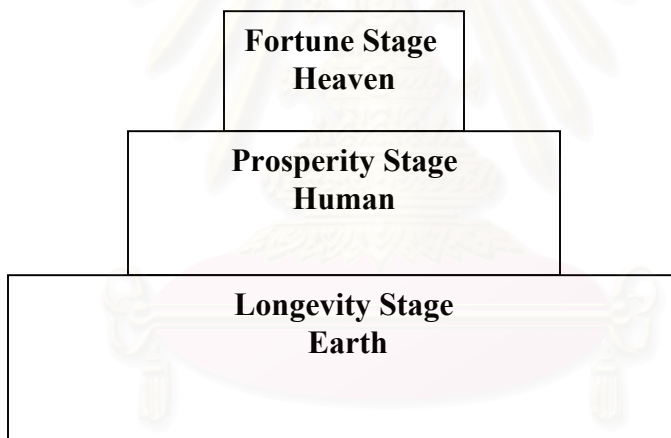 Fortune Stage
Heaven
Prosperity Stage
Human
Longevity Stage
Earth